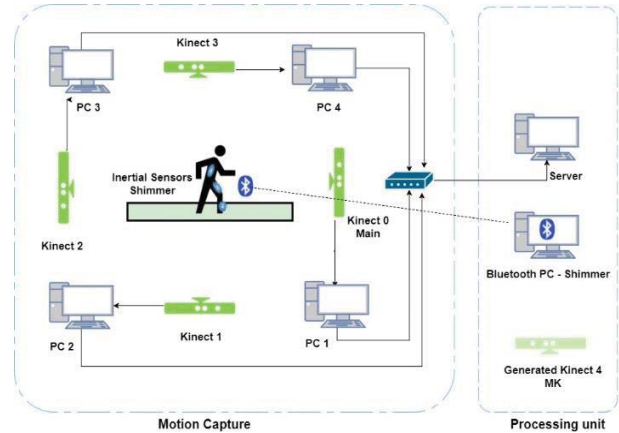 Kinect 3
PC 3
PC 4
Inertial Sensors
Shimmer
Kinect 2
Kinect 0
Main
Server
Bluetooth PC - Shimmer
PC 2
Kinect 1
PC 1
Generated Kinect 4
MK
Motion Capture
Processing unit